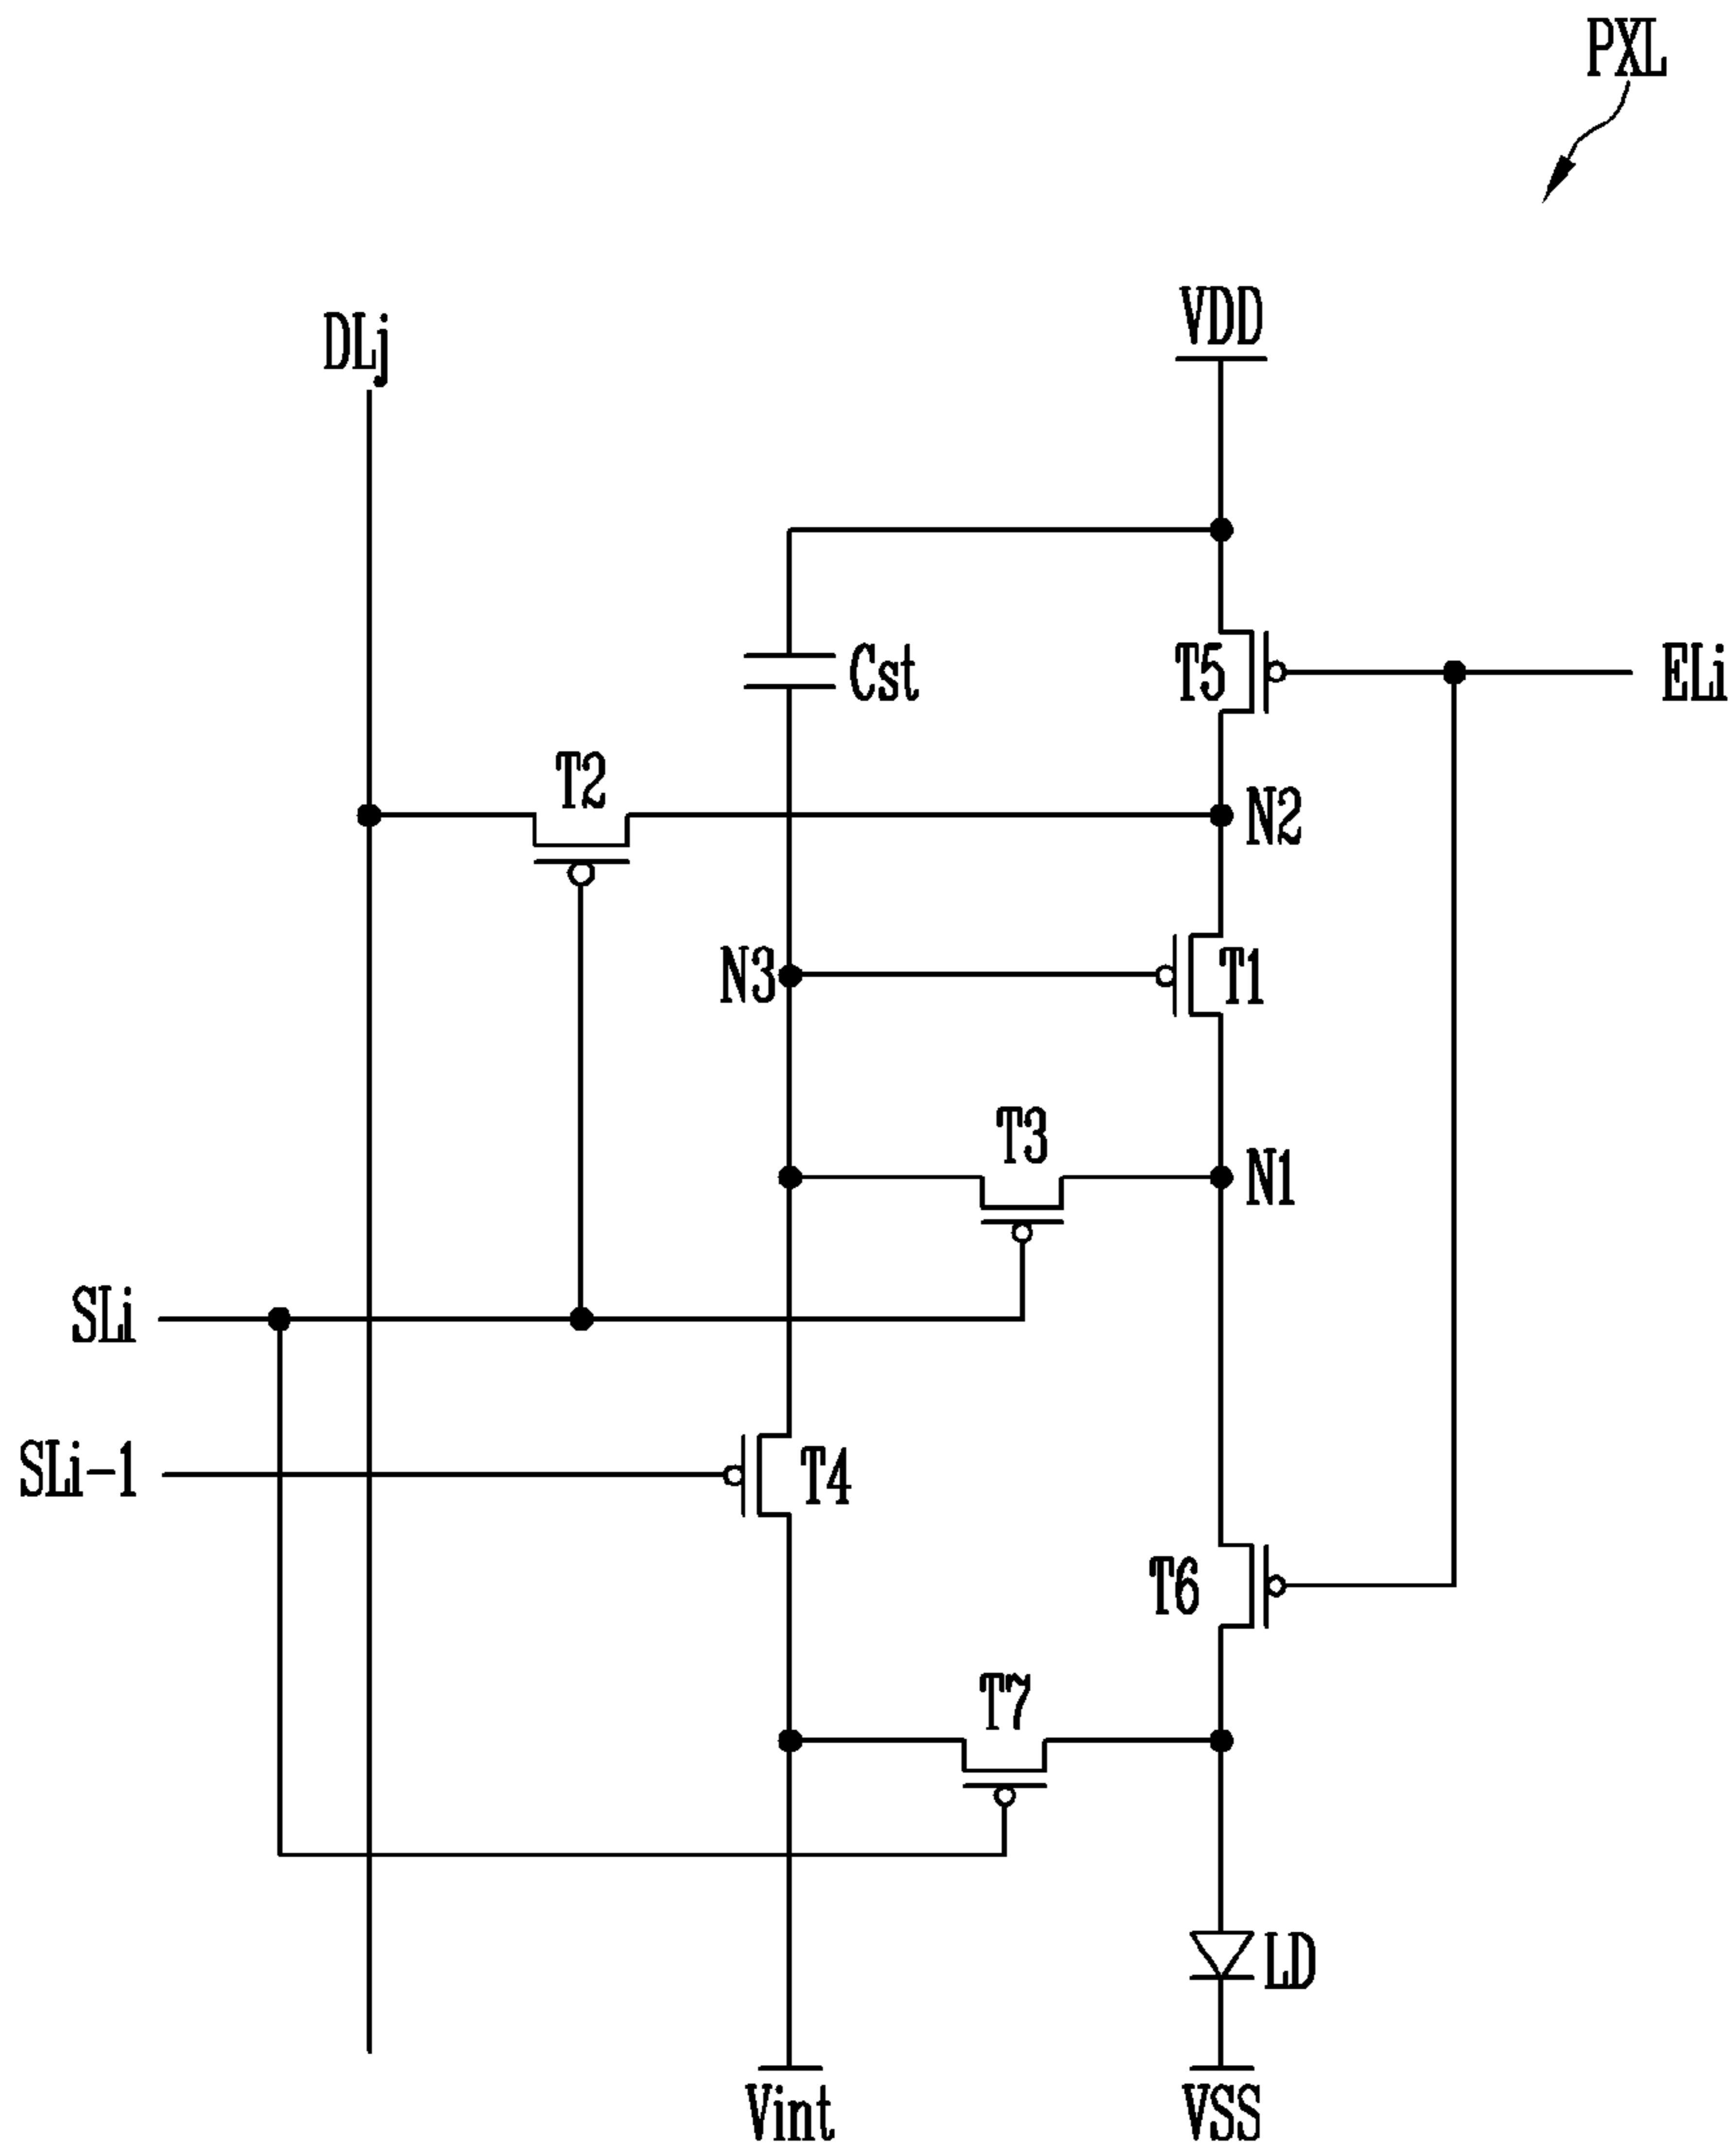 PXL
VDD
DLj
Cst
T5
ELi
T2
N2
N3
T1
T3
N1
SLi
SLi-1
T4
T6
T7
LD
Vint
VSS